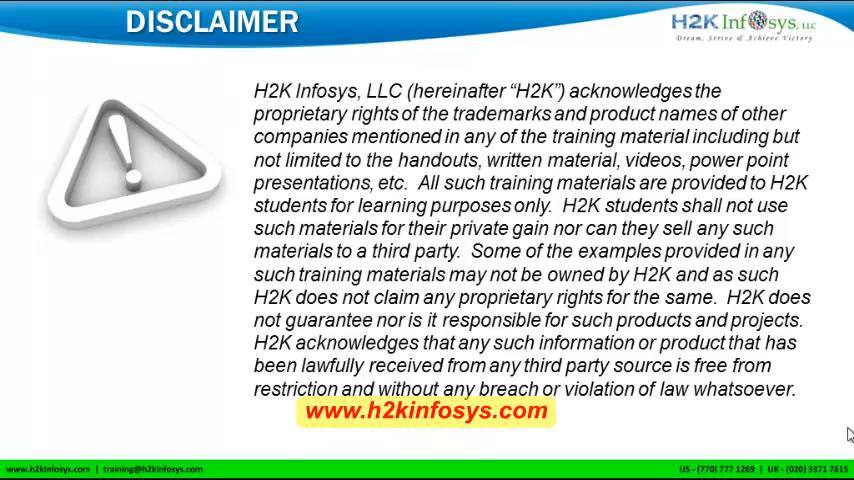 DISCLAIMER
H2K Infosys, LLC
Dream, Strive & Achieve Victory
H2K Infosys, LLC (hereinafter “H2K”) acknowledges the
proprietary rights of the trademarks and product names of other
companies mentioned in any of the training material including but
not limited to the handouts, written material, videos, power point
presentations, etc. All such training materials are provided to H2K
students for learning purposes only. H2K students shall not use
such materials for their private gain nor can they sell any such
materials to a third party. Some of the examples provided in any
such training materials may not be owned by H2K and as such
H2K does not claim any proprietary rights for the same. H2K does
not guarantee nor is it responsible for such products and projects.
H2K acknowledges that any such information or product that has
been lawfully received from any third party source is free from
restriction and without any breach or violation of law whatsoever.
www.h2kinfosys.com
www.h2kinfosys.com | training@h2kinfosys.com
US - (770) 777 1269 | UK - (020) 3371 7615